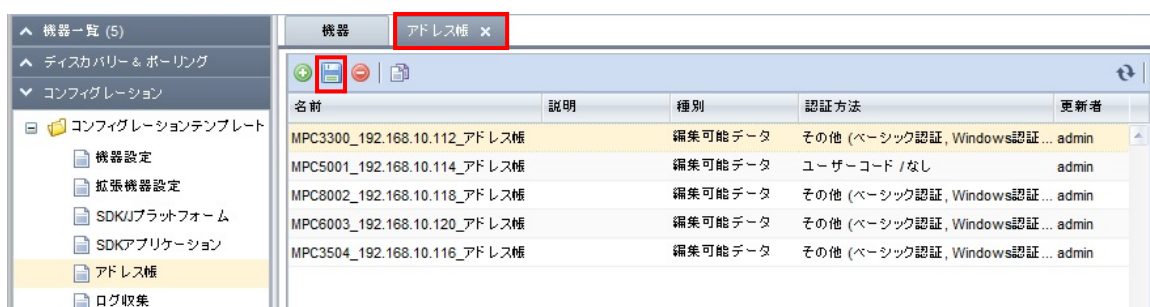 機器一覧 (5)
ディスカバリー & ポーリング
コンフィグレーション
コンフィグレーションテンプレート
機器設定
拡張機器設定
SDK/Jプラットフォーム
SDKアプリケーション
アドレス帳
ログ収集
機器 アドレス帳
名前 説明 種別 認証方法 更新者
MPC3300_192.168.10.112_アドレス帳 編集可能データ その他 (ベーシック認証, Windows認証... admin
MPC5001_192.168.10.114_アドレス帳 編集可能データ ユーザーコード /なし admin
MPC8002_192.168.10.118_アドレス帳 編集可能データ その他 (ベーシック認証, Windows認証... admin
MPC6003_192.168.10.120_アドレス帳 編集可能データ その他 (ベーシック認証, Windows認証... admin
MPC3504_192.168.10.116_アドレス帳 編集可能データ その他 (ベーシック認証, Windows認証... admin